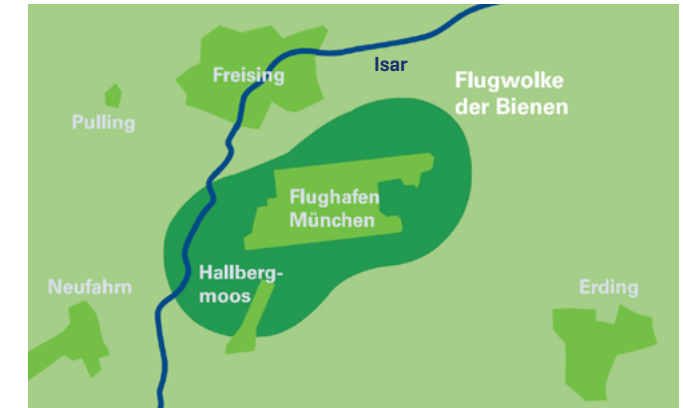 Isar
Freising
Flugwolke
der Bienen
Pulling
Flughafen
München
Hallberg-
moos
Neufahrn
Erding